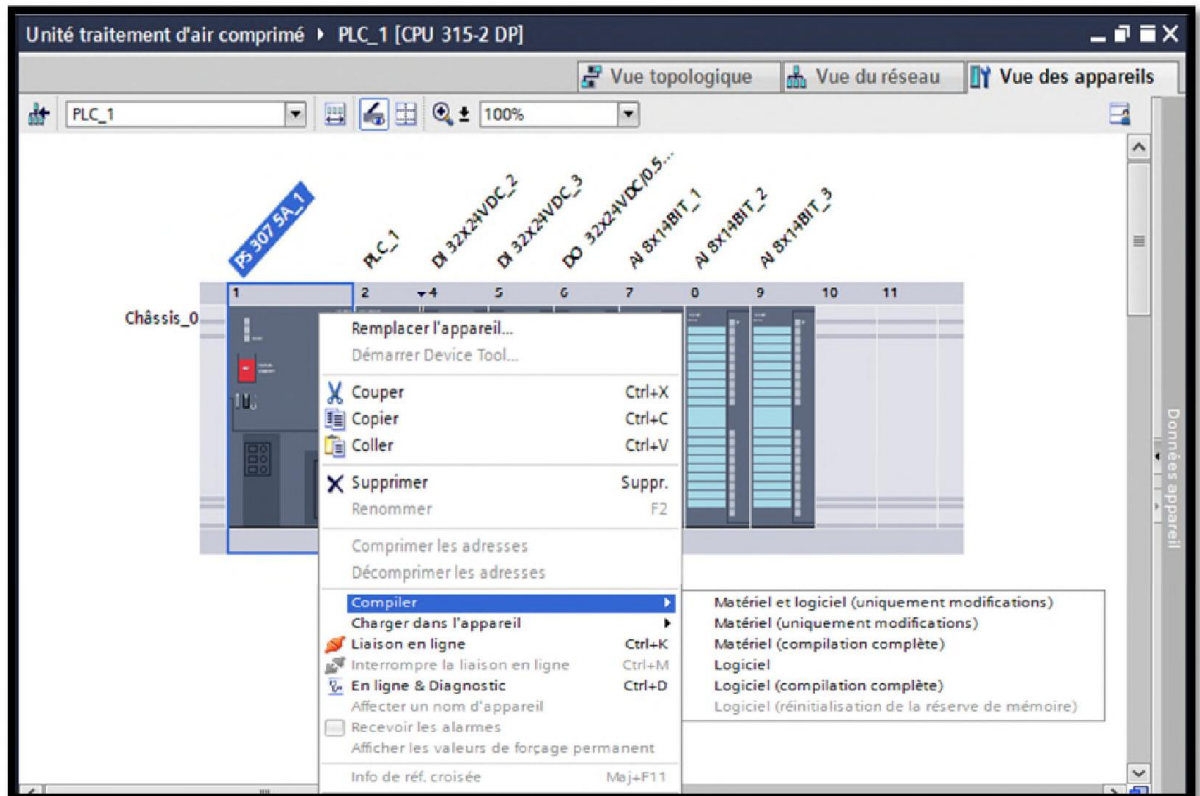 Unité traitement d'air comprimé ▸ PLC_1 [CPU 315-2 DP]
Vue topologique Vue du réseau Vue des appareils
PLC_1 100%
PS 307 5A_1
PLC_1
DI 32x24VDC_2
DI 32x24VDC_3
DO 32x24VDC/0.5...
AI 8x14BIT_1
AI 8x14BIT_2
AI 8x14BIT_3
1 2 4 5 6 7 8 9 10 11
Châssis_0
Remplacer l'appareil...
Démarrer Device Tool...
Couper Ctrl+X
Copier Ctrl+C
Coller Ctrl+V
Supprimer Suppr.
Renommer F2
Comprimer les adresses
Décomprimer les adresses
Compiler
Charger dans l'appareil
Liaison en ligne Ctrl+K
Interrompre la liaison en ligne Ctrl+M
En ligne & Diagnostic Ctrl+D
Affecter un nom d'appareil
Recevoir les alarmes
Afficher les valeurs de forçage permanent
Info de réf. croisée Maj+F11
Matériel et logiciel (uniquement modifications)
Matériel (uniquement modifications)
Matériel (compilation complète)
Logiciel
Logiciel (compilation complète)
Logiciel (réinitialisation de la réserve de mémoire)
Données appareil